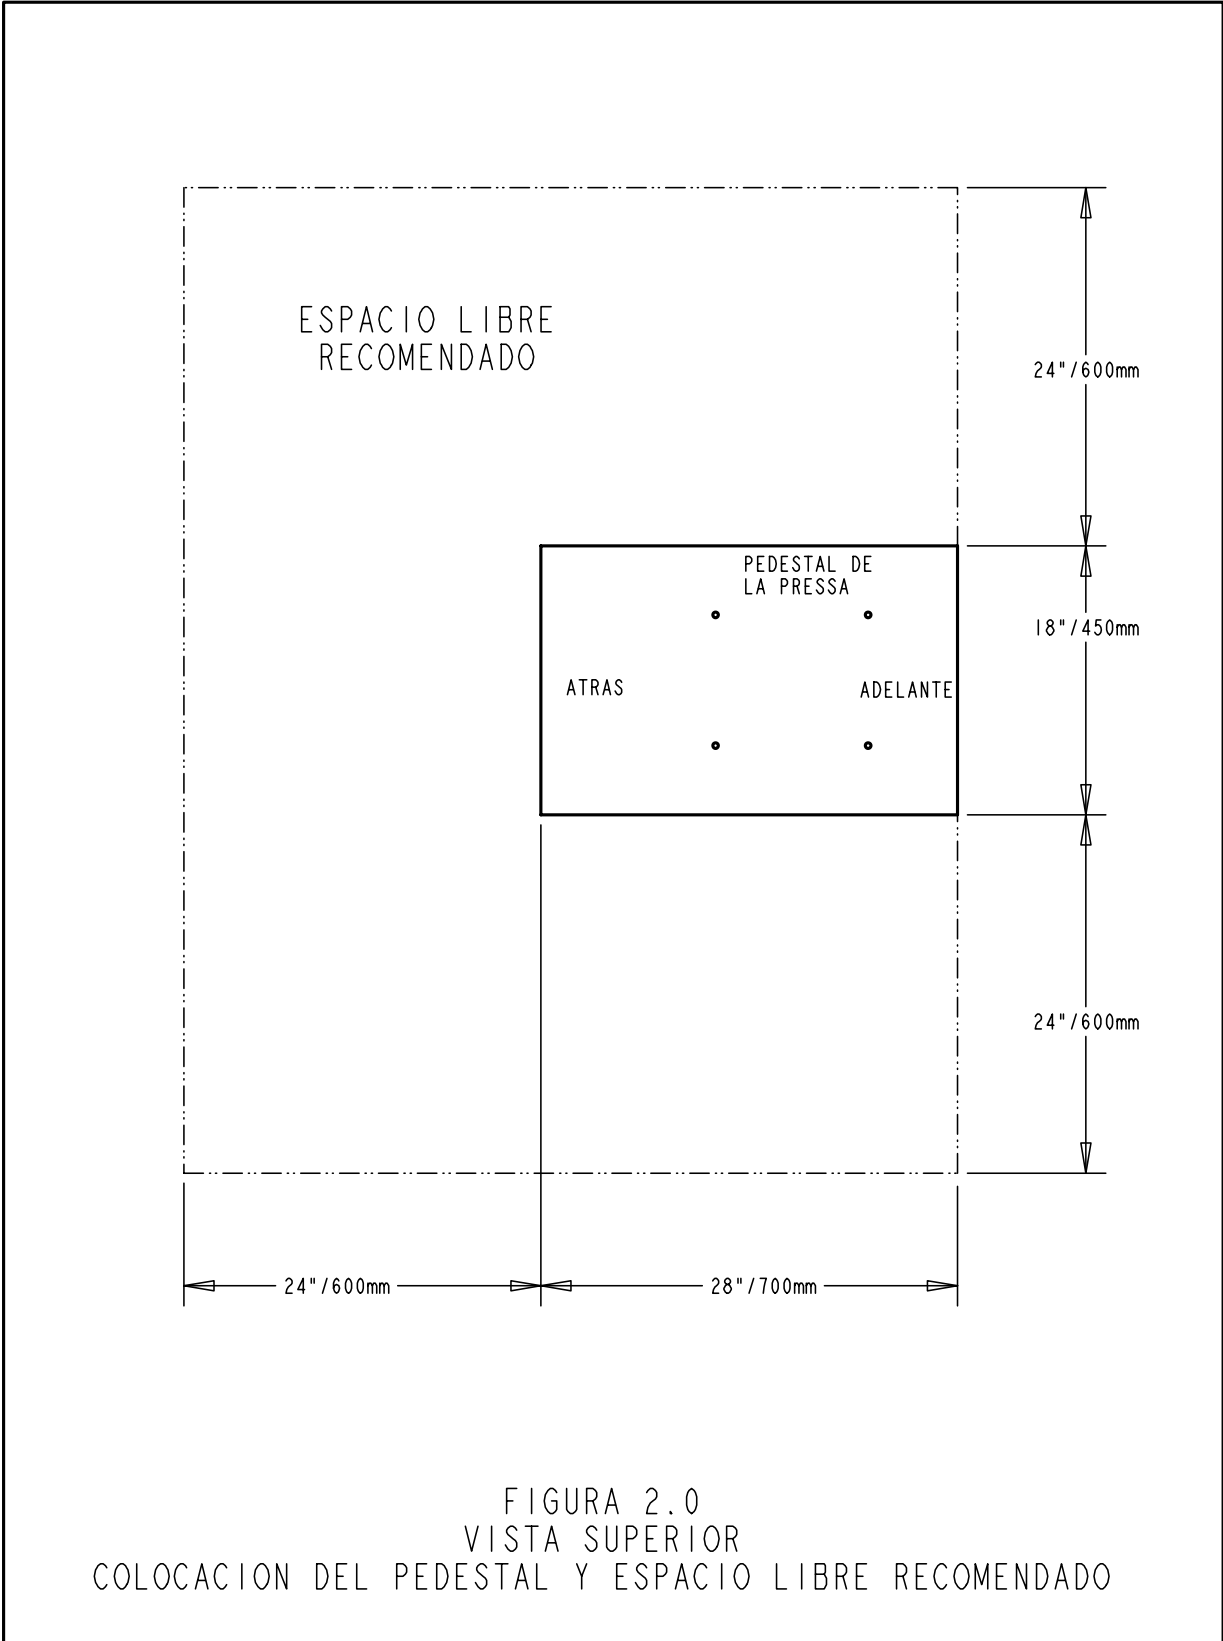 ESPACIO LIBRE
RECOMENDADO
24"/600mm
PEDESTAL DE
LA PRESSA
18"/450mm
ATRAS
ADELANTE
24"/600mm
24"/600mm
28"/700mm
FIGURA 2.0
VISTA SUPERIOR
COLOCACION DEL PEDESTAL Y ESPACIO LIBRE RECOMENDADO